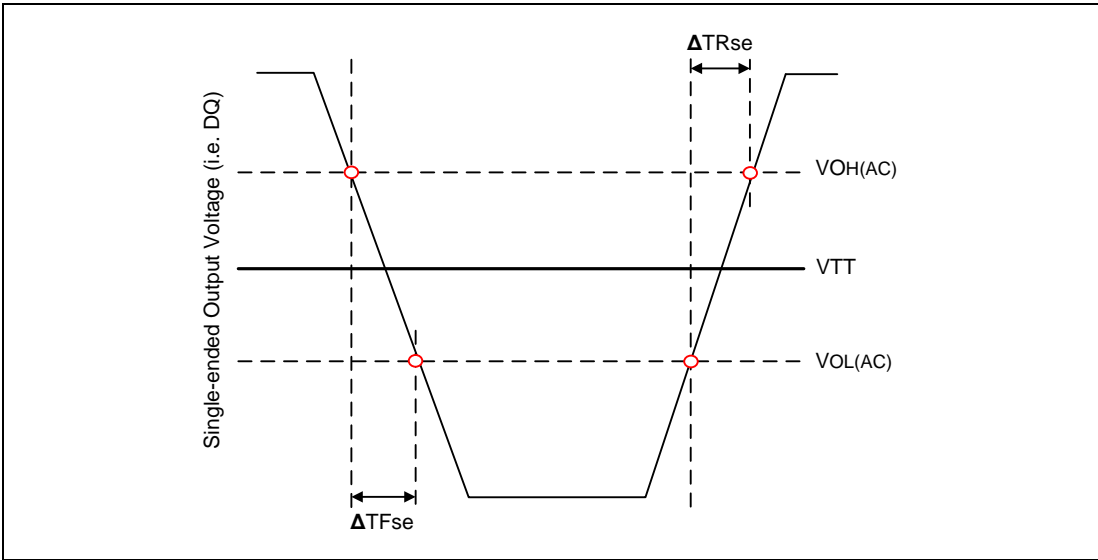 ΔTRse
Single-ended Output Voltage (i.e. DQ)
VOH(AC)
VTT
VOL(AC)
ΔTFse